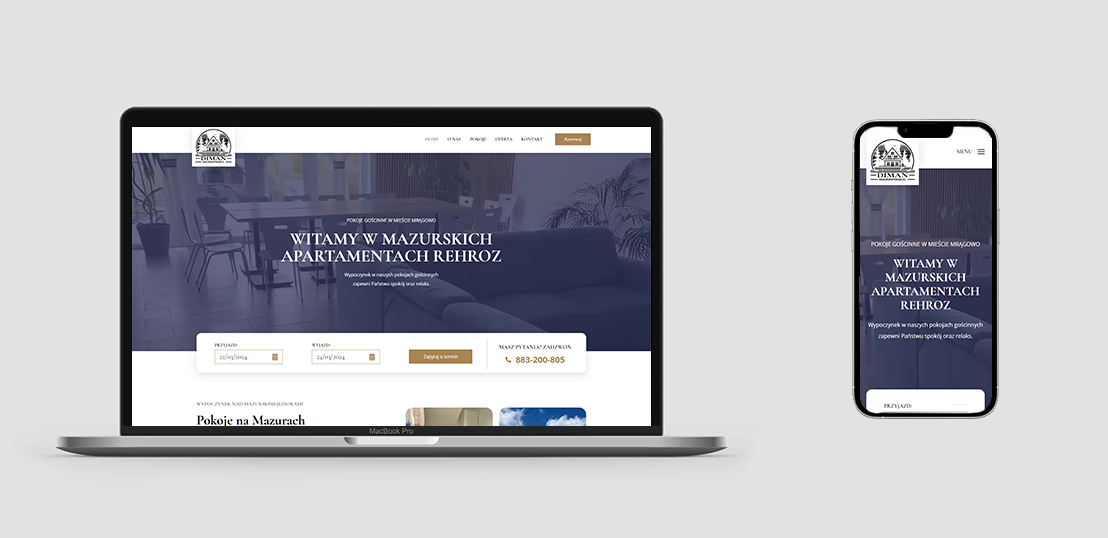 DIMAN
HOME O NAS POKOJE OFERTA KONTAKT Rezerwuj
POKOJE GOŚCINNE W MIEŚCIE MRĄGOWO
WITAMY W MAZURSKICH
APARTAMENTACH REHROZ
Wypoczynek w naszych pokojach gościnnych
zapewni Państwu spokój oraz relaks.
PRZYJAZD:
22/03/2024
WYJAZD:
24/03/2024
Zapytaj o termin
MASZ PYTANIA? ZADZWOŃ
883-200-805
WYPOCZYNEK NAD MAZURSKIMI JEZIORAMI
Pokoje na Mazurach
MacBook Pro
DIMAN
MENU
POKOJE GOŚCINNE W MIEŚCIE MRĄGOWO
WITAMY W
MAZURSKICH
APARTAMENTACH
REHROZ
Wypoczynek w naszych pokojach gościnnych
zapewni Państwu spokój oraz relaks.
PRZYJAZD: